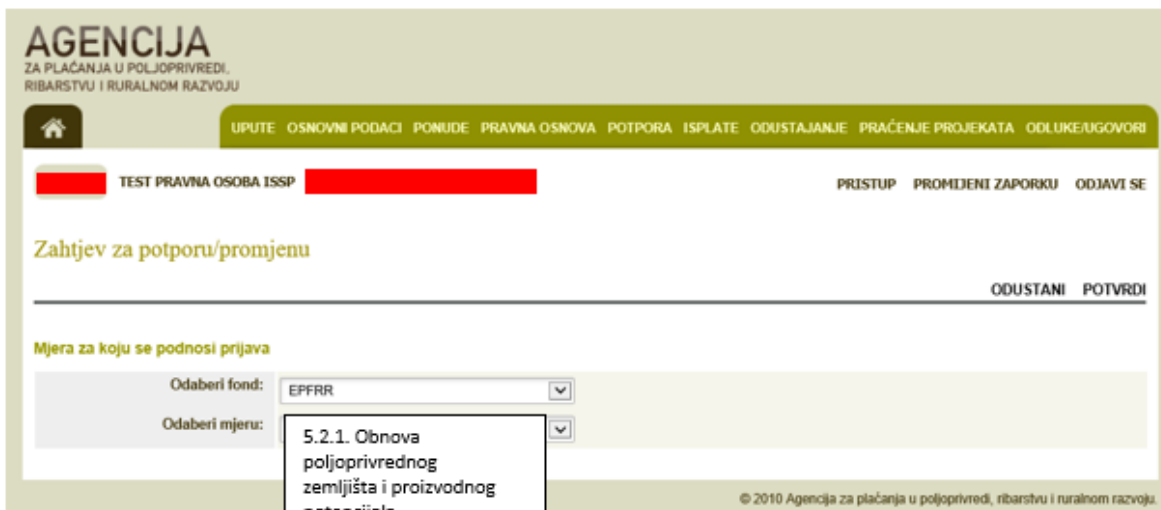 AGENCIJA
ZA PLAĆANJA U POLJOPRIVREDI,
RIBARSTVU I RURALNOM RAZVOJU
UPUTE OSNOVNI PODACI PONUDE PRAVNA OSNOVA POTPORA ISPLATE ODUSTAJANJE PRAĆENJE PROJEKATA ODLUKE/UGOVORI
TEST PRAVNA OSOBA ISSP PRISTUP PROMIJENI ZAPORKU ODJAVI SE
Zahtjev za potporu/promjenu
ODUSTANI POTVRDI
Mjera za koju se podnosi prijava
Odaberi fond: EPFRR
Odaberi mjeru: 5.2.1. Obnova
poljoprivrednog
zemljišta i proizvodnog
© 2010 Agencija za plaćanja u poljoprivredi, ribarstvu i ruralnom razvoju.